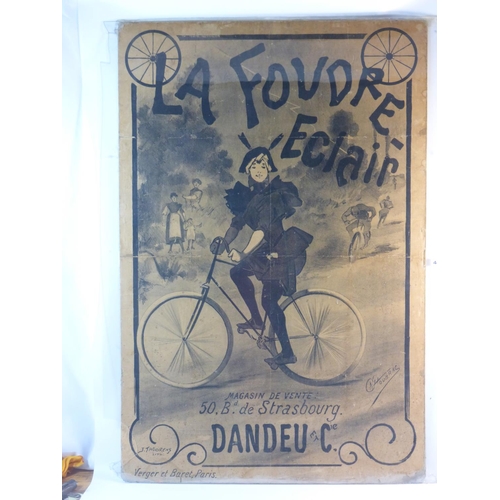 LA FOUDRE
Eclair
MAGASIN DE VENTE
50, Bd. de Strasbourg.
DANDEU & Cie
Verger et Baret, Paris